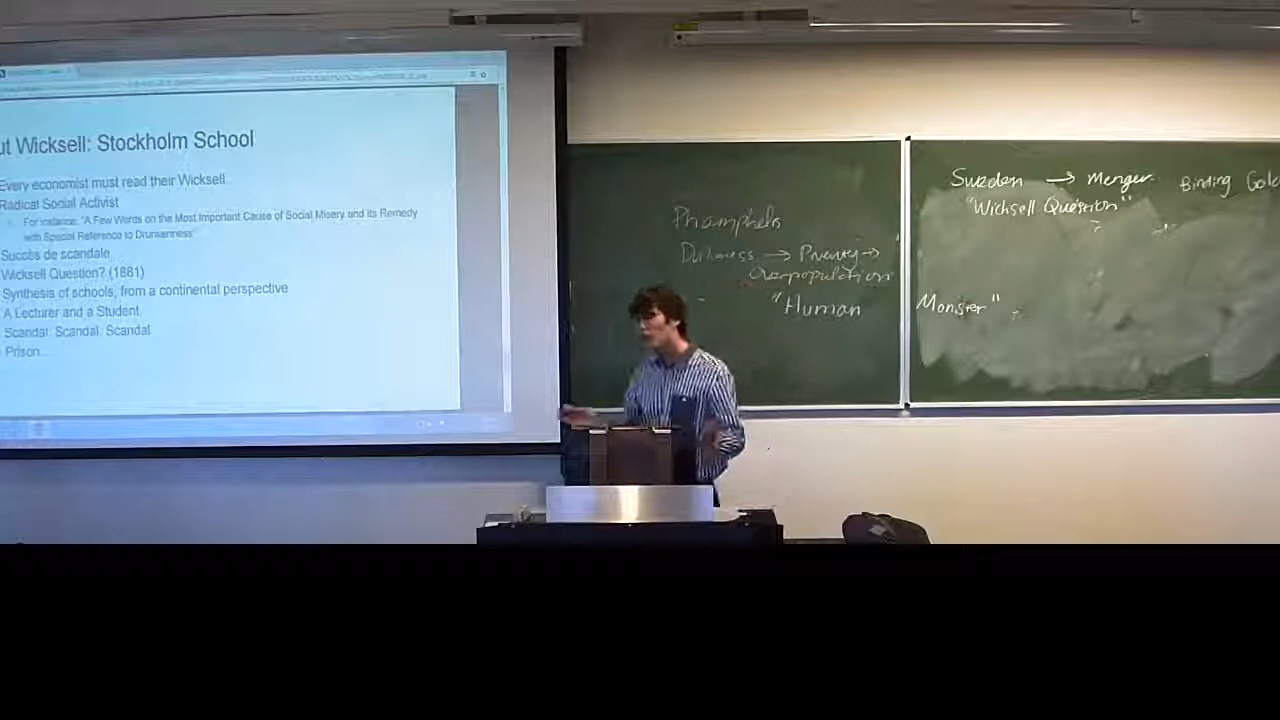 ut Wicksell: Stockholm School
Every economist must read their Wicksell.
Radical Social Activist
For instance: "A Few Words on the Most Important Cause of Social Misery and its Remedy
with Special Reference to Drunkenness"
Succès de scandale
Wicksell Question? (1881)
Synthesis of schools, from a continental perspective
A Lecturer and a Student
Scandal. Scandal. Scandal
Prison.
Phamphels
→
Overpopulation
"Human Monster"
Sweden → Menger Binding Gold
"Wicksell Question"